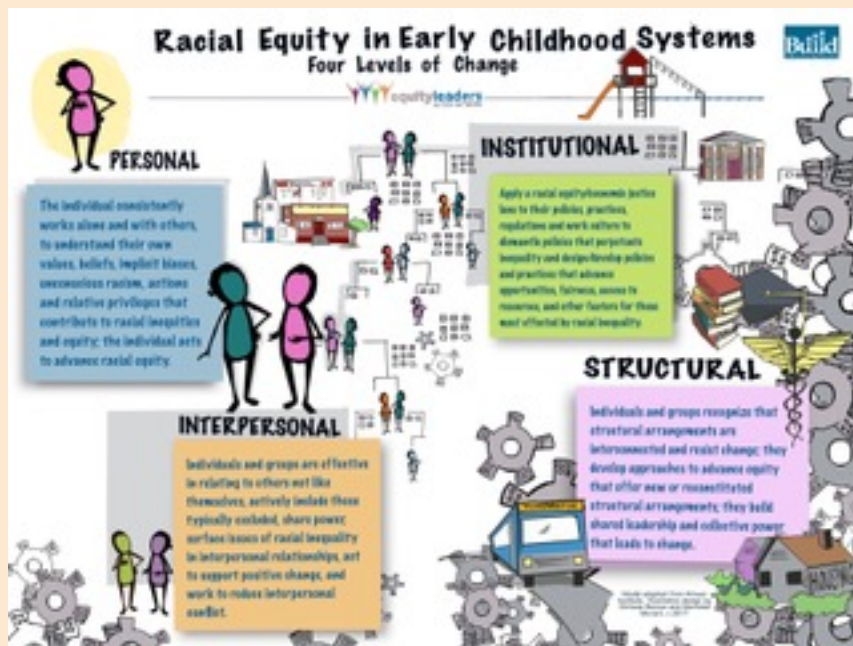 Racial Equity in Early Childhood Systems
Four Levels of Change
Build
equityleaders
PERSONAL
The individual consistently
works alone and with others,
to understand their own
values, beliefs, implicit biases,
unconscious racism, actions
and relative privileges that
contribute to racial inequities
and equity; the individual acts
to advance racial equity.
INTERPERSONAL
Individuals and groups are effective
in relating to others not like
themselves, actively include those
typically excluded, share power,
surface issues of racial inequality
in interpersonal relationships, act
to support positive change, and
work to reduce interpersonal
conflict.
INSTITUTIONAL
Apply a racial equity/economic justice
lens to their policies, practices,
regulations and work culture to
dismantle policies that perpetuate
inequality and design/develop policies
and practices that advance
opportunities, fairness, access to
resources, and other factors for those
most affected by racial inequality.
STRUCTURAL
Individuals and groups recognize that
structural arrangements are
interconnected and resist change; they
develop approaches to advance equity
that offer new or reconstituted
structural arrangements; they build
shared leadership and collective power
that leads to change.